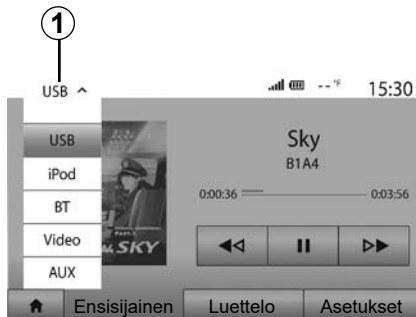 1
USB
-- °F 15:30
USB
iPod
BT
Video
AUX
SKY
Sky
B1A4
0:00:36 0:03:56
Ensisijainen Luettelo Asetukset